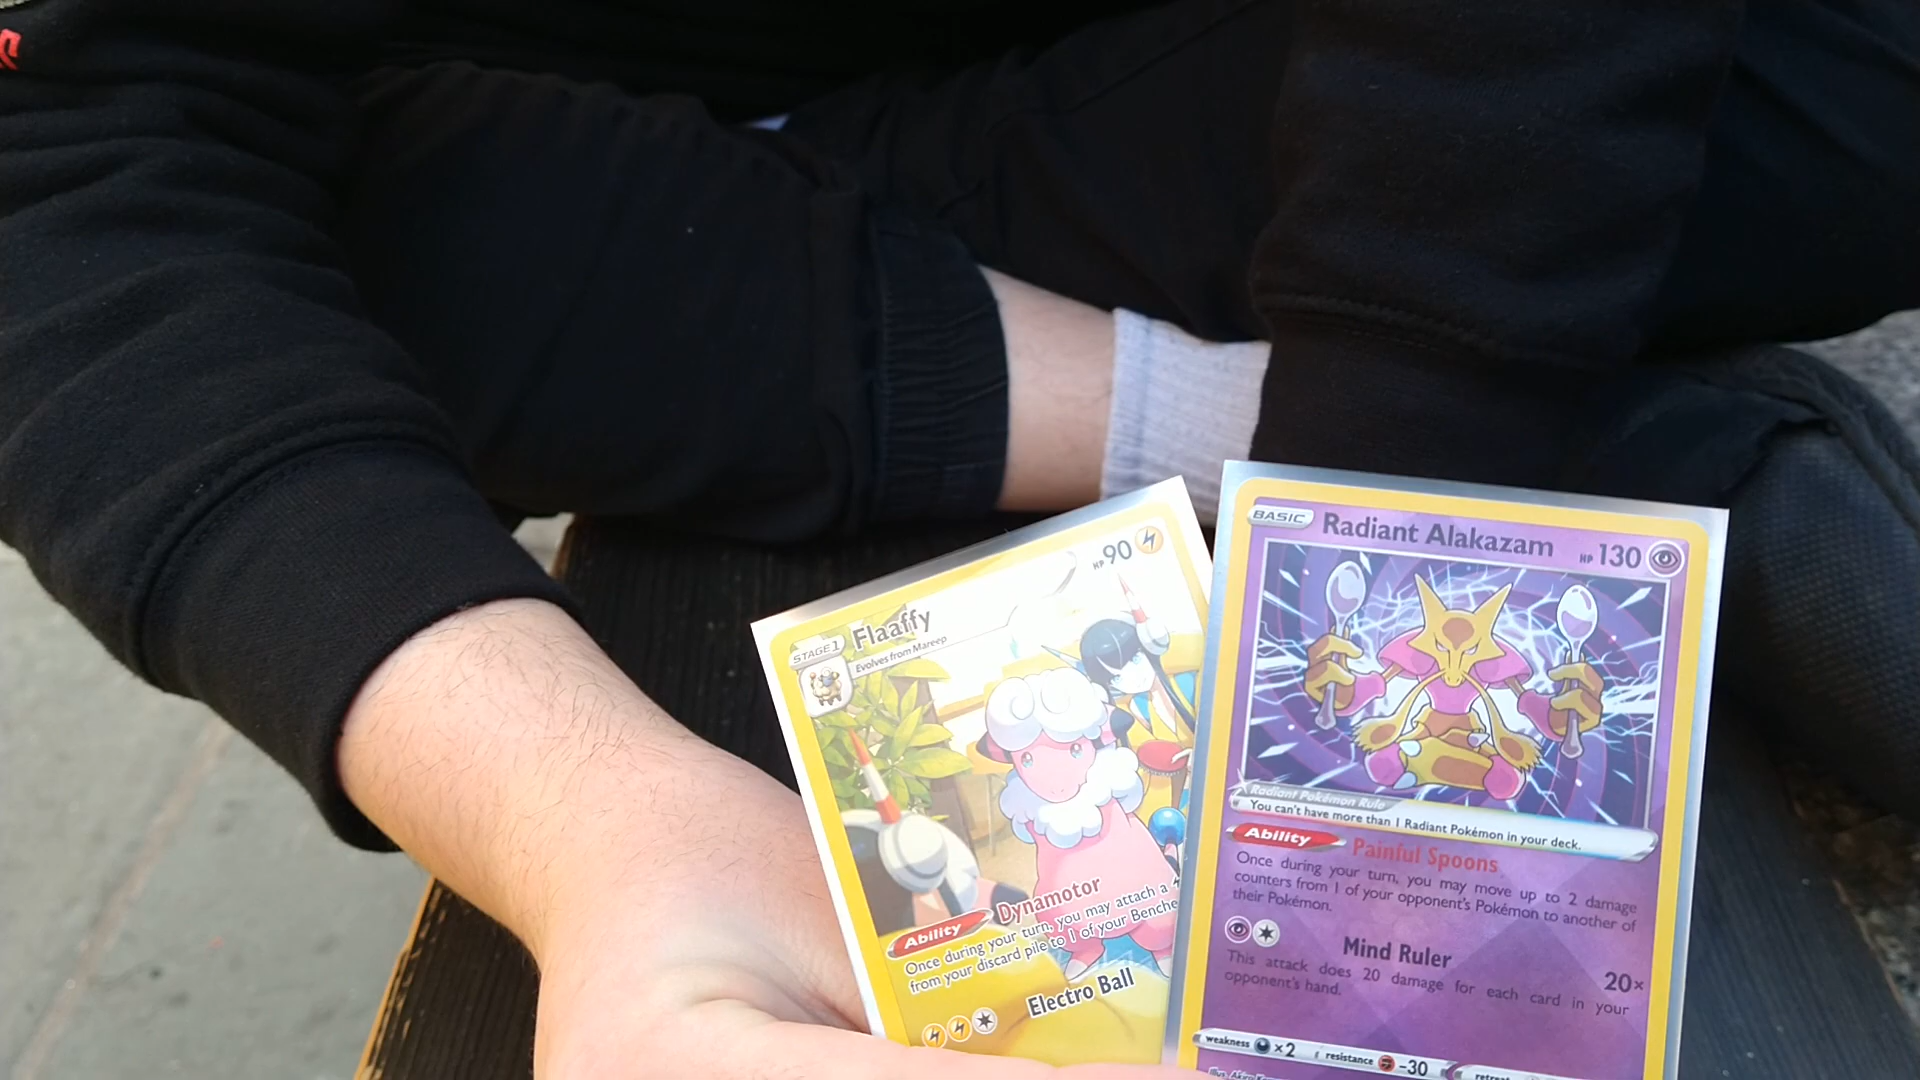 STAGE 1
Flaaffy
HP 90
Evolves from Mareep
Ability Dynamotor
Once during your turn, you may attach a
from your discard pile to 1 of your Benche
Electro Ball
BASIC
Radiant Alakazam
HP 130
Radiant Pokémon Rule
You can't have more than 1 Radiant Pokémon in your deck.
Ability Painful Spoons
Once during your turn, you may move up to 2 damage
counters from 1 of your opponent's Pokémon to another of
their Pokémon.
Mind Ruler
20×
This attack does 20 damage for each card in your
opponent's hand.
weakness ×2 resistance -30